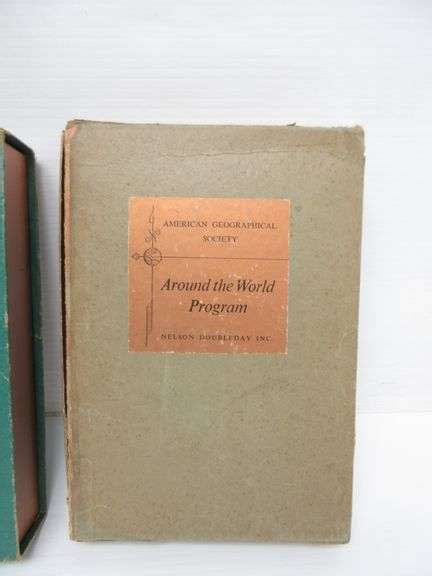 AMERICAN GEOGRAPHICAL
SOCIETY
Around the World
Program
NELSON DOUBLEDAY INC.